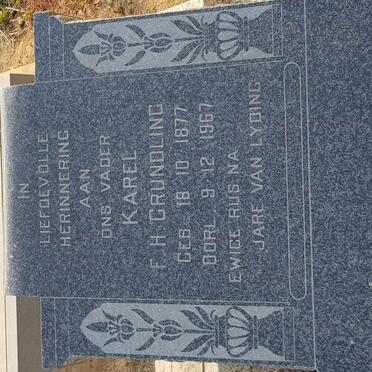 IN
LIEFDEVOLLE
HERINNERING
AAN
ONS VADER
KAREL
F. H. GRUNDLING
GEB. 18·10·1877
OORL. 9·12·1967
EWIGE RUS NA
JARE VAN LYDING